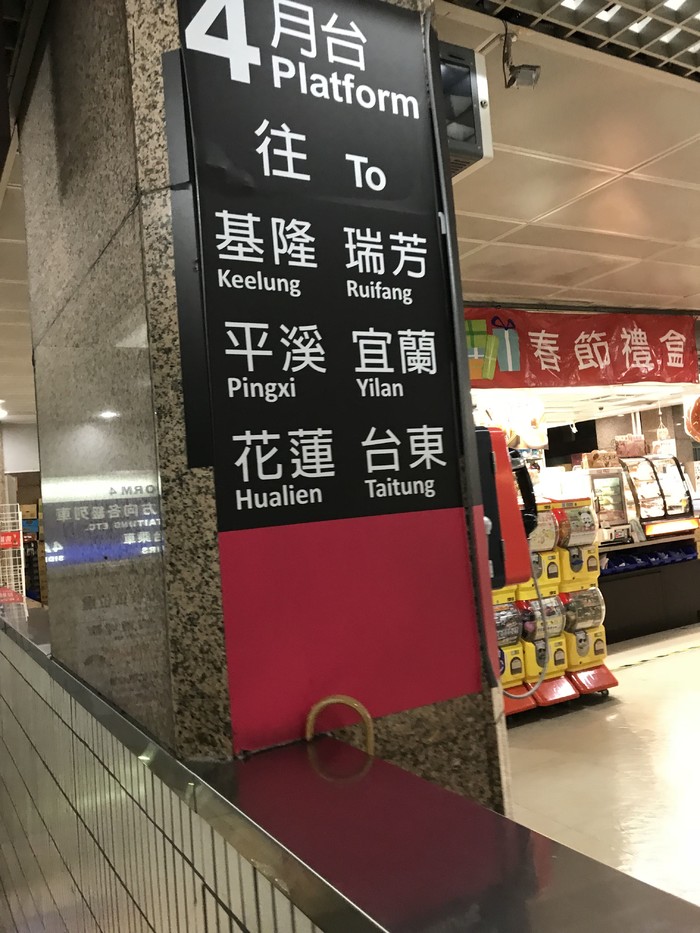 4 月台
Platform
往 To
基隆 瑞芳
Keelung Ruifang
平溪 宜蘭
Pingxi Yilan
花蓮 台東
Hualien Taitung
春節禮盒